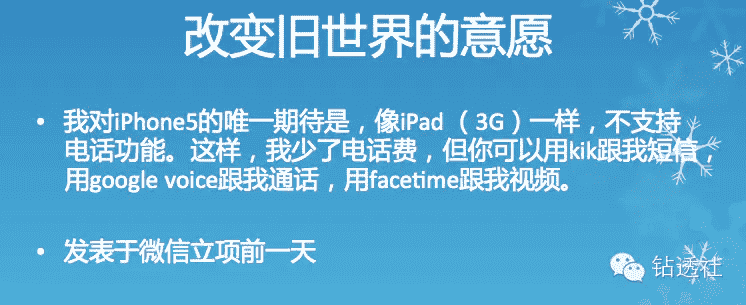 改变旧世界的意愿
• 我对iPhone5的唯一期待是，像iPad（3G）一样，不支持
电话功能。这样，我少了电话费，但你可以用kik跟我短信，
用google voice跟我通话，用facetime跟我视频。
• 发表于微信立项前一天
钻透社